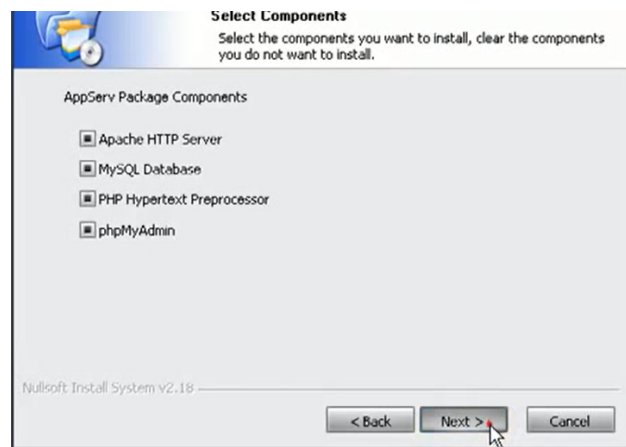 Select Components
Select the components you want to install, clear the components
you do not want to install.
AppServ Package Components
Apache HTTP Server
MySQL Database
PHP Hypertext Preprocessor
phpMyAdmin
Nullsoft Install System v2.18
< Back
Next >
Cancel